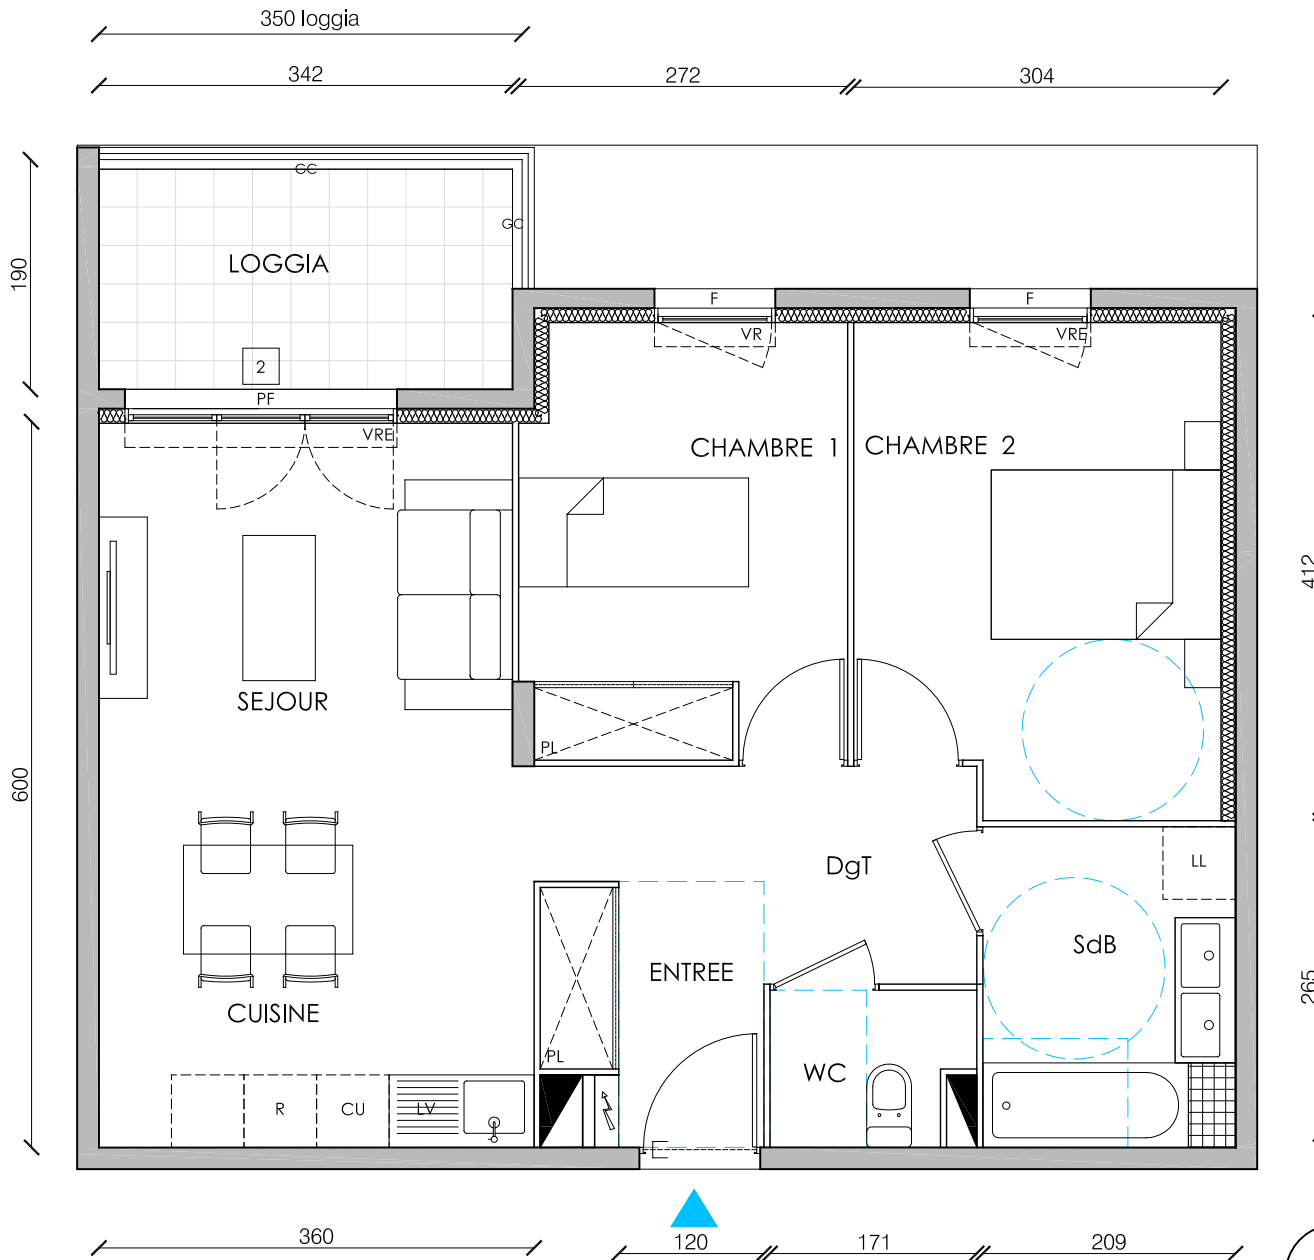 350 loggia
342
272
304
GC
GC
LOGGIA
190
2
PF
F
F
VR
VRE
VRE
CHAMBRE 1
CHAMBRE 2
412
SEJOUR
PL
600
DgT
LL
SdB
ENTREE
265
CUISINE
PL
WC
R
CU
LV
E
360
120
171
209